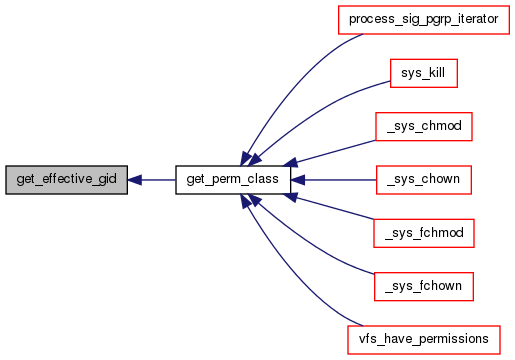 process_sig_pgrp_iterator
sys_kill
_sys_chmod
get_effective_gid
get_perm_class
_sys_chown
_sys_fchmod
_sys_fchown
vfs_have_permissions